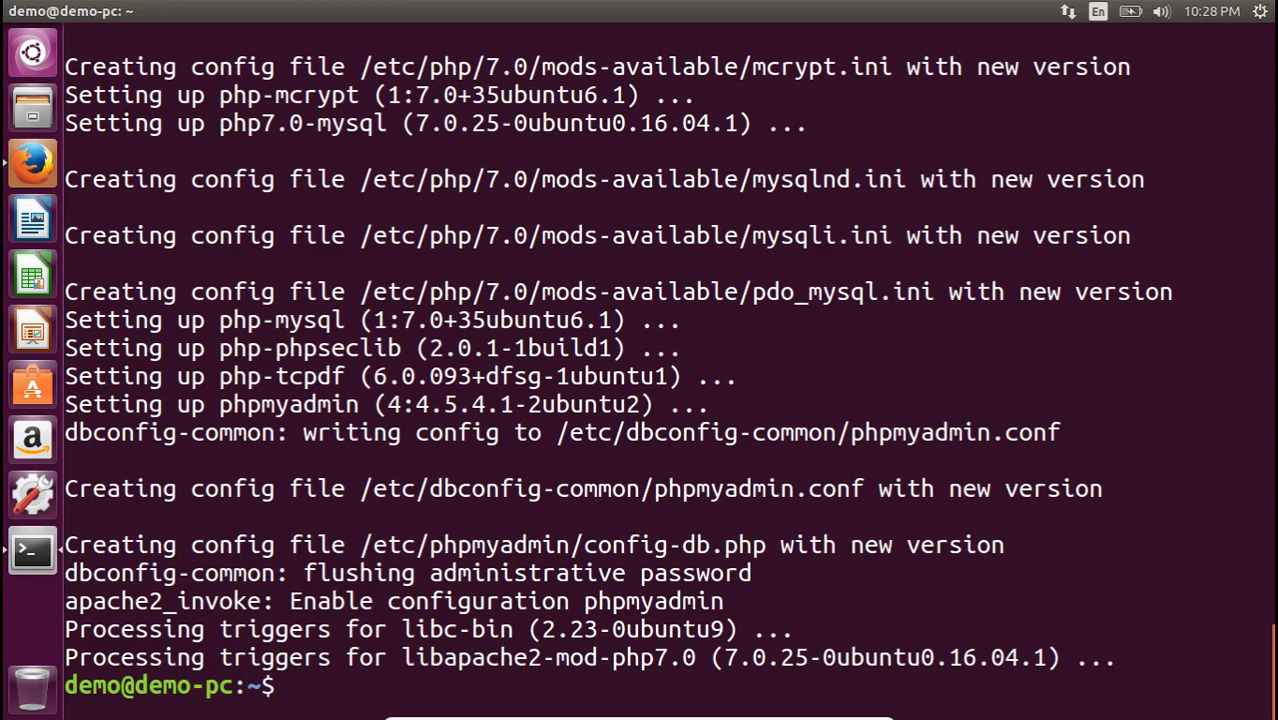 demo@demo-pc: ~
En
10:28 PM
Creating config file /etc/php/7.0/mods-available/mcrypt.ini with new version
Setting up php-mcrypt (1:7.0+35ubuntu6.1) ...
Setting up php7.0-mysql (7.0.25-0ubuntu0.16.04.1) ...
Creating config file /etc/php/7.0/mods-available/mysqlnd.ini with new version
Creating config file /etc/php/7.0/mods-available/mysqli.ini with new version
Creating config file /etc/php/7.0/mods-available/pdo_mysql.ini with new version
Setting up php-mysql (1:7.0+35ubuntu6.1) ...
Setting up php-phpseclib (2.0.1-1build1) ...
Setting up php-tcpdf (6.0.093+dfsg-1ubuntu1) ...
Setting up phpmyadmin (4:4.5.4.1-2ubuntu2) ...
dbconfig-common: writing config to /etc/dbconfig-common/phpmyadmin.conf
Creating config file /etc/dbconfig-common/phpmyadmin.conf with new version
Creating config file /etc/phpmyadmin/config-db.php with new version
dbconfig-common: flushing administrative password
apache2_invoke: Enable configuration phpmyadmin
Processing triggers for libc-bin (2.23-0ubuntu9) ...
Processing triggers for libapache2-mod-php7.0 (7.0.25-0ubuntu0.16.04.1) ...
demo@demo-pc:~$